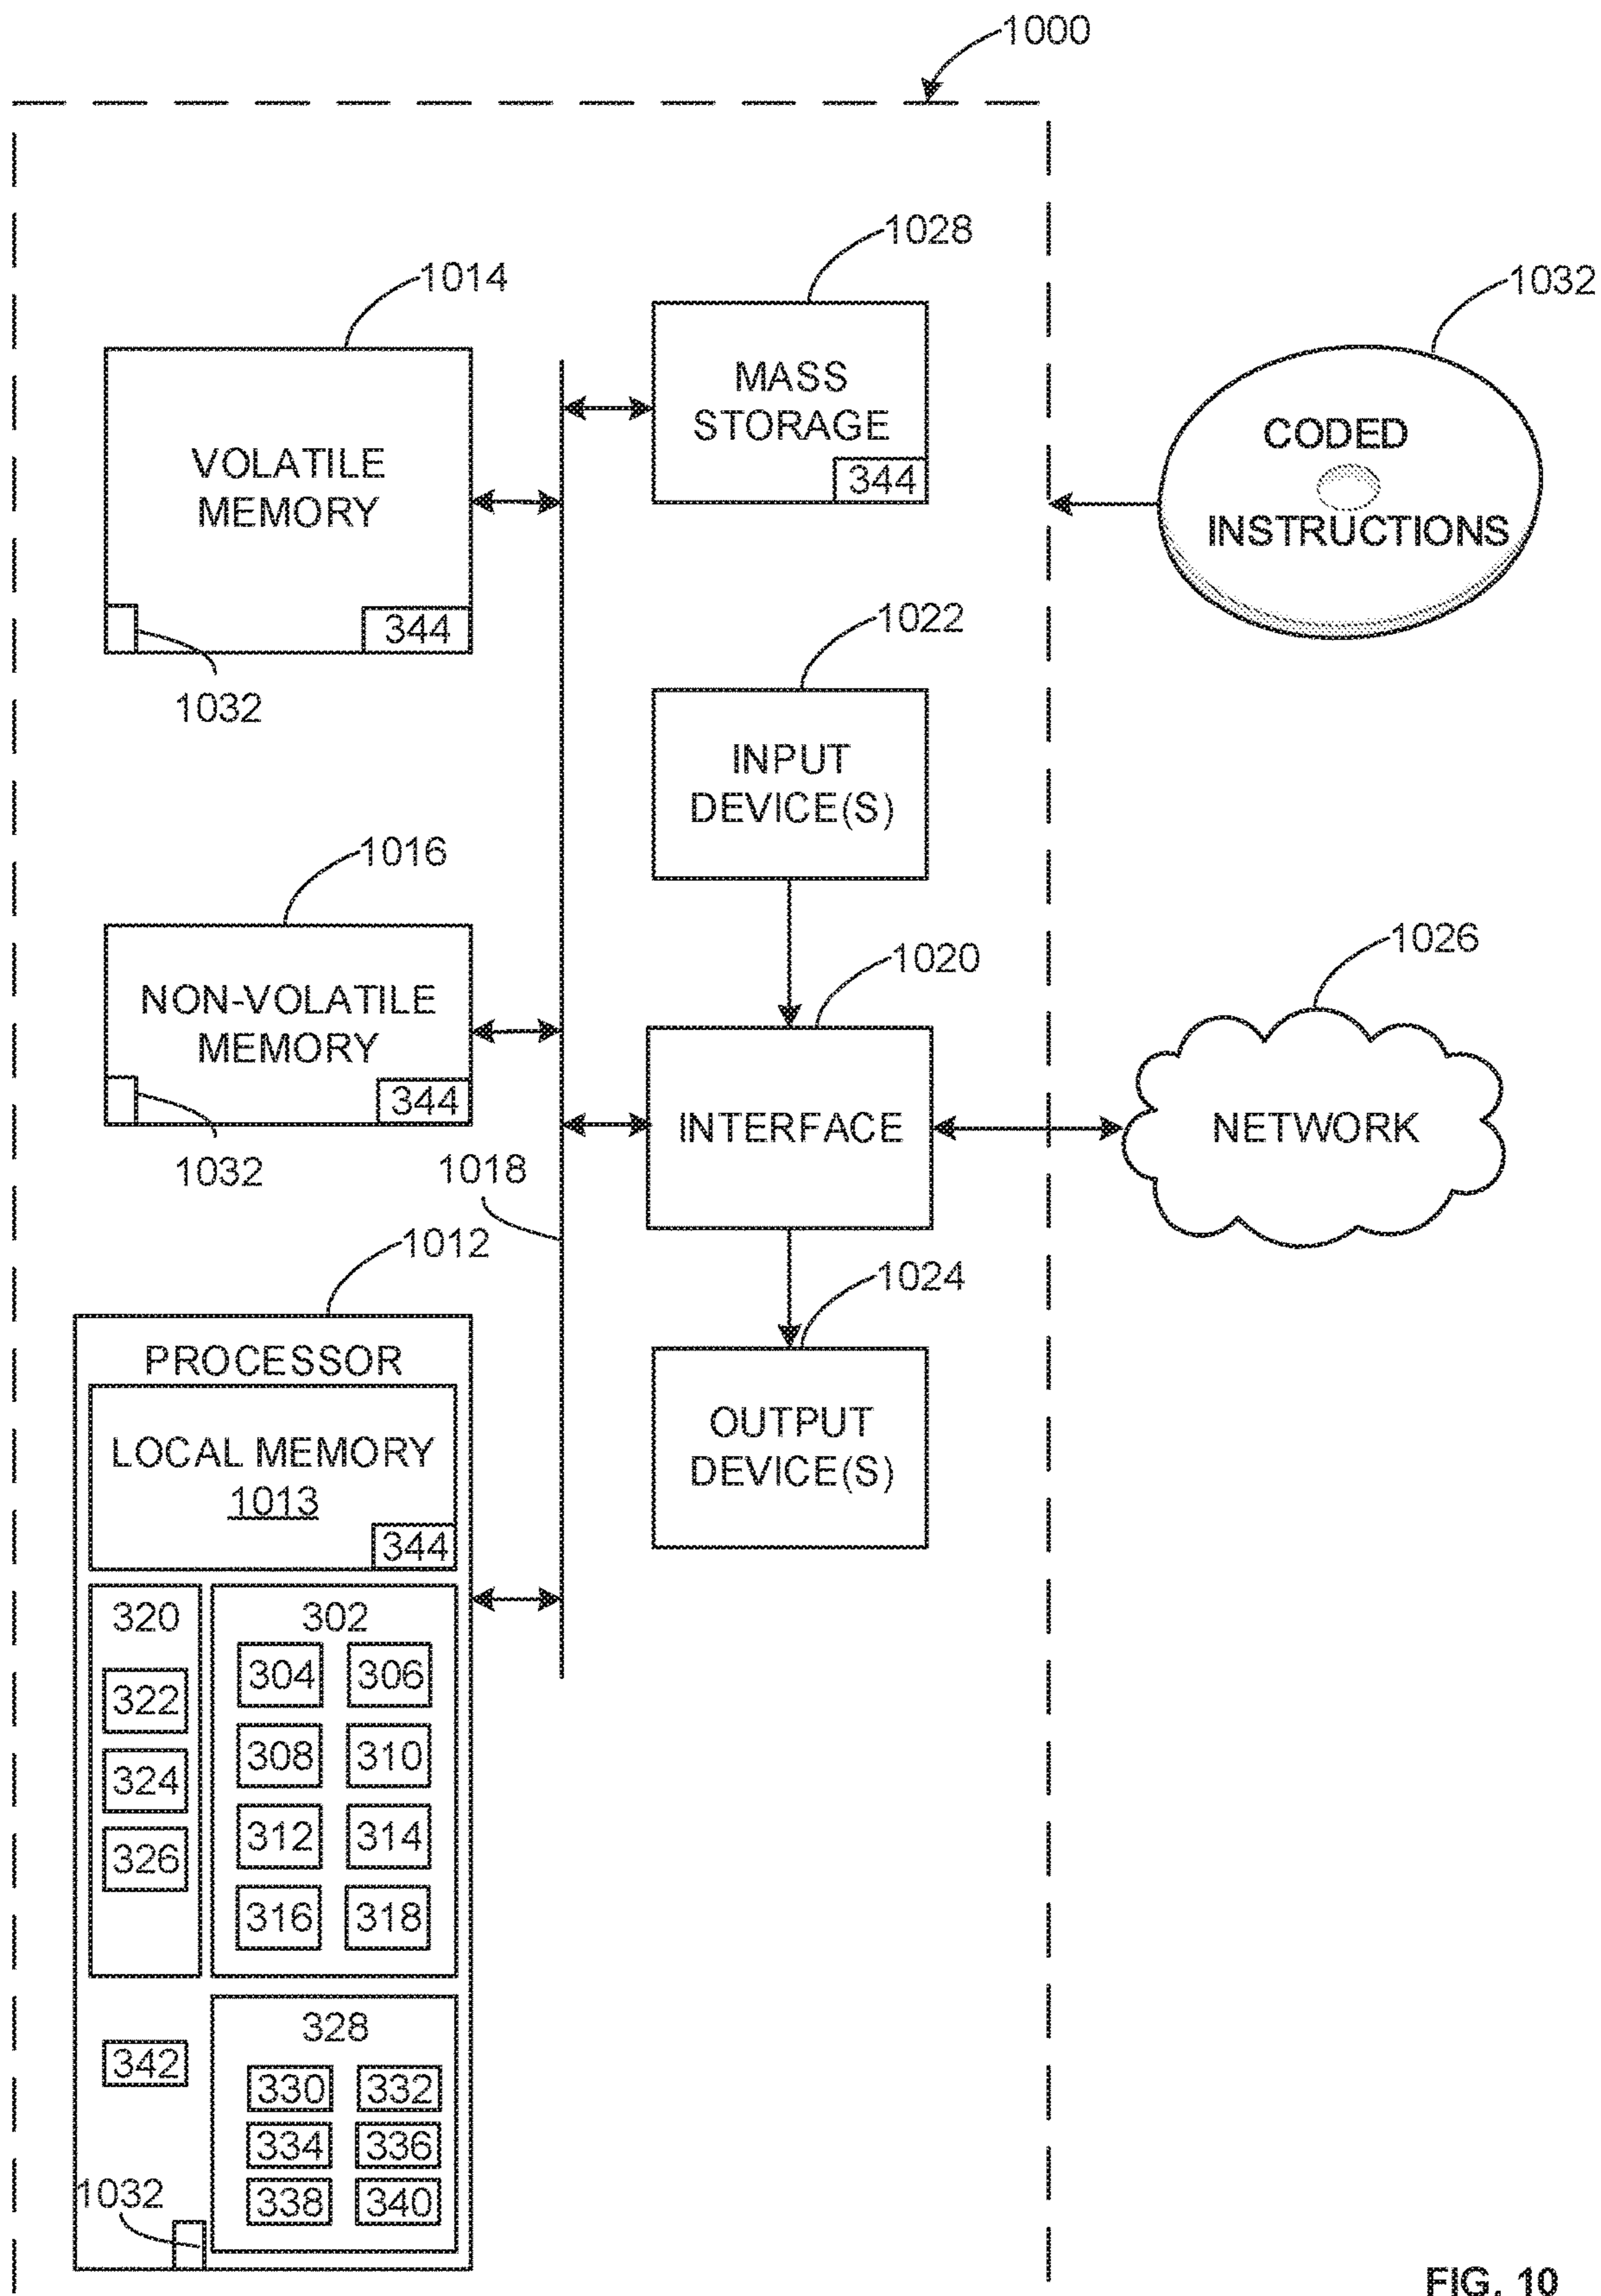 1000
1028
1014
1032
MASS
STORAGE
344
CODED
INSTRUCTIONS
VOLATILE
MEMORY
344
1032
1022
INPUT
DEVICE(S)
1016
NON-VOLATILE
MEMORY
344
1032
1020
INTERFACE
1026
NETWORK
1018
1012
PROCESSOR
LOCAL MEMORY
1013
344
1024
OUTPUT
DEVICE(S)
320
322
324
326
302
304 306
308 310
312 314
316 318
342
328
330 332
334 336
338 340
1032
FIG. 10